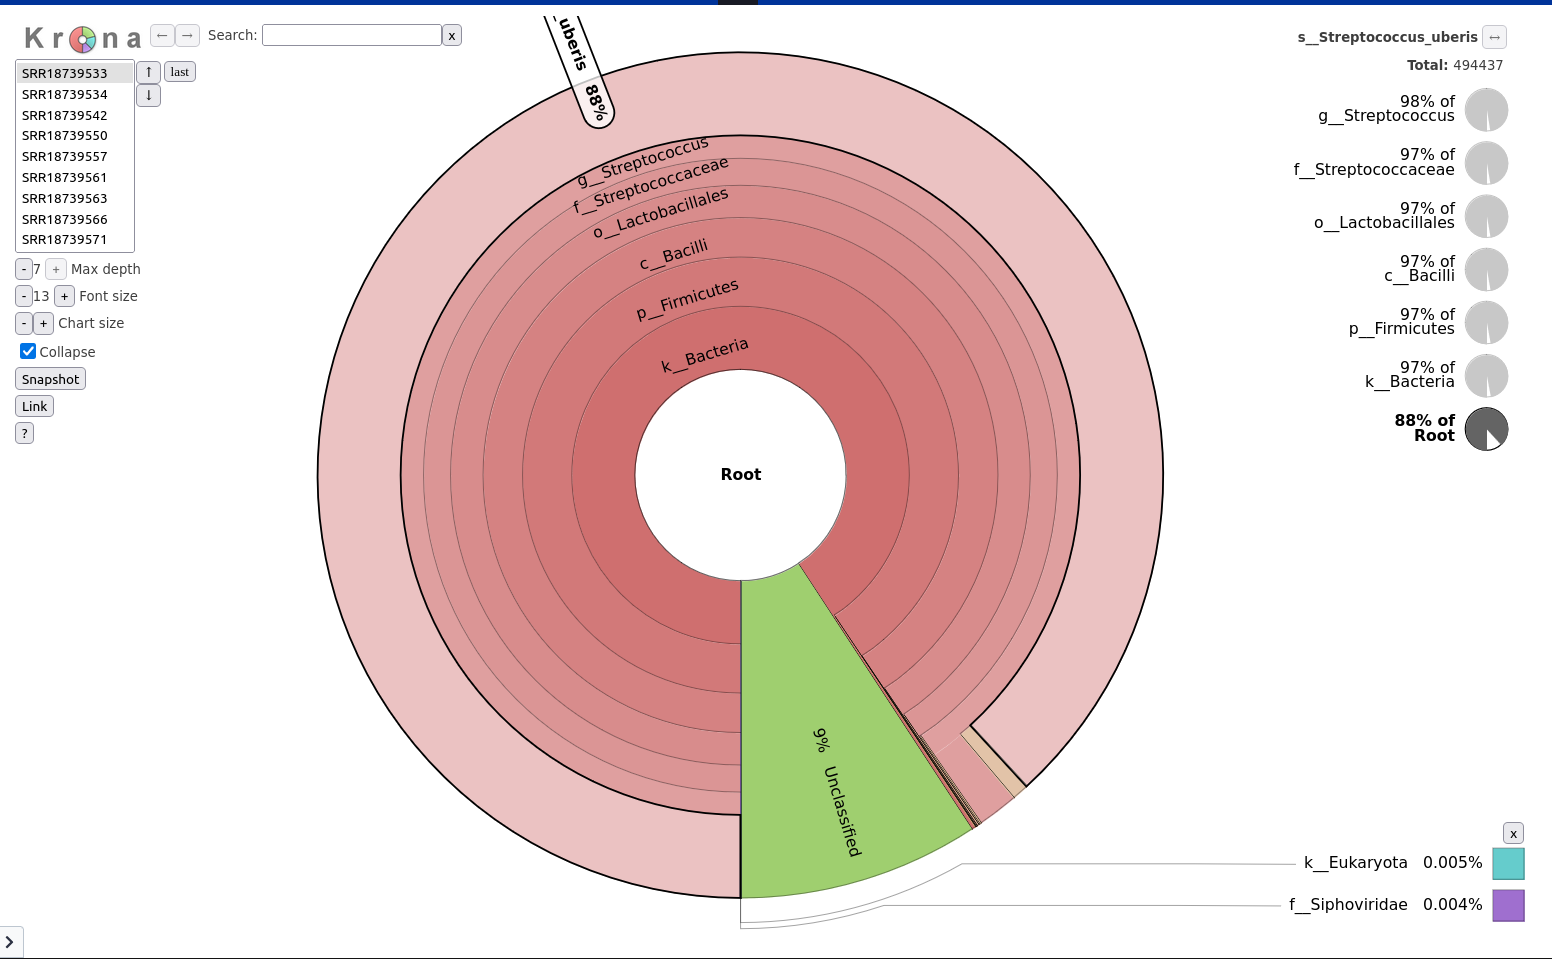 Krona
← → Search: x
SRR18739533
SRR18739534
SRR18739542
SRR18739550
SRR18739557
SRR18739561
SRR18739563
SRR18739566
SRR18739571
↑ last
↓
- 7 + Max depth
- 13 + Font size
- + Chart size
Collapse
Snapshot
Link
?
_uberis 88%
g__Streptococcus
f__Streptococcaceae
o__Lactobacillales
c__Bacilli
p__Firmicutes
k__Bacteria
Root
9% Unclassified
s__Streptococcus_uberis ↔
Total: 494437
98% of
g__Streptococcus
97% of
f__Streptococcaceae
97% of
o__Lactobacillales
97% of
c__Bacilli
97% of
p__Firmicutes
97% of
k__Bacteria
88% of
Root
x
k__Eukaryota 0.005%
f__Siphoviridae 0.004%